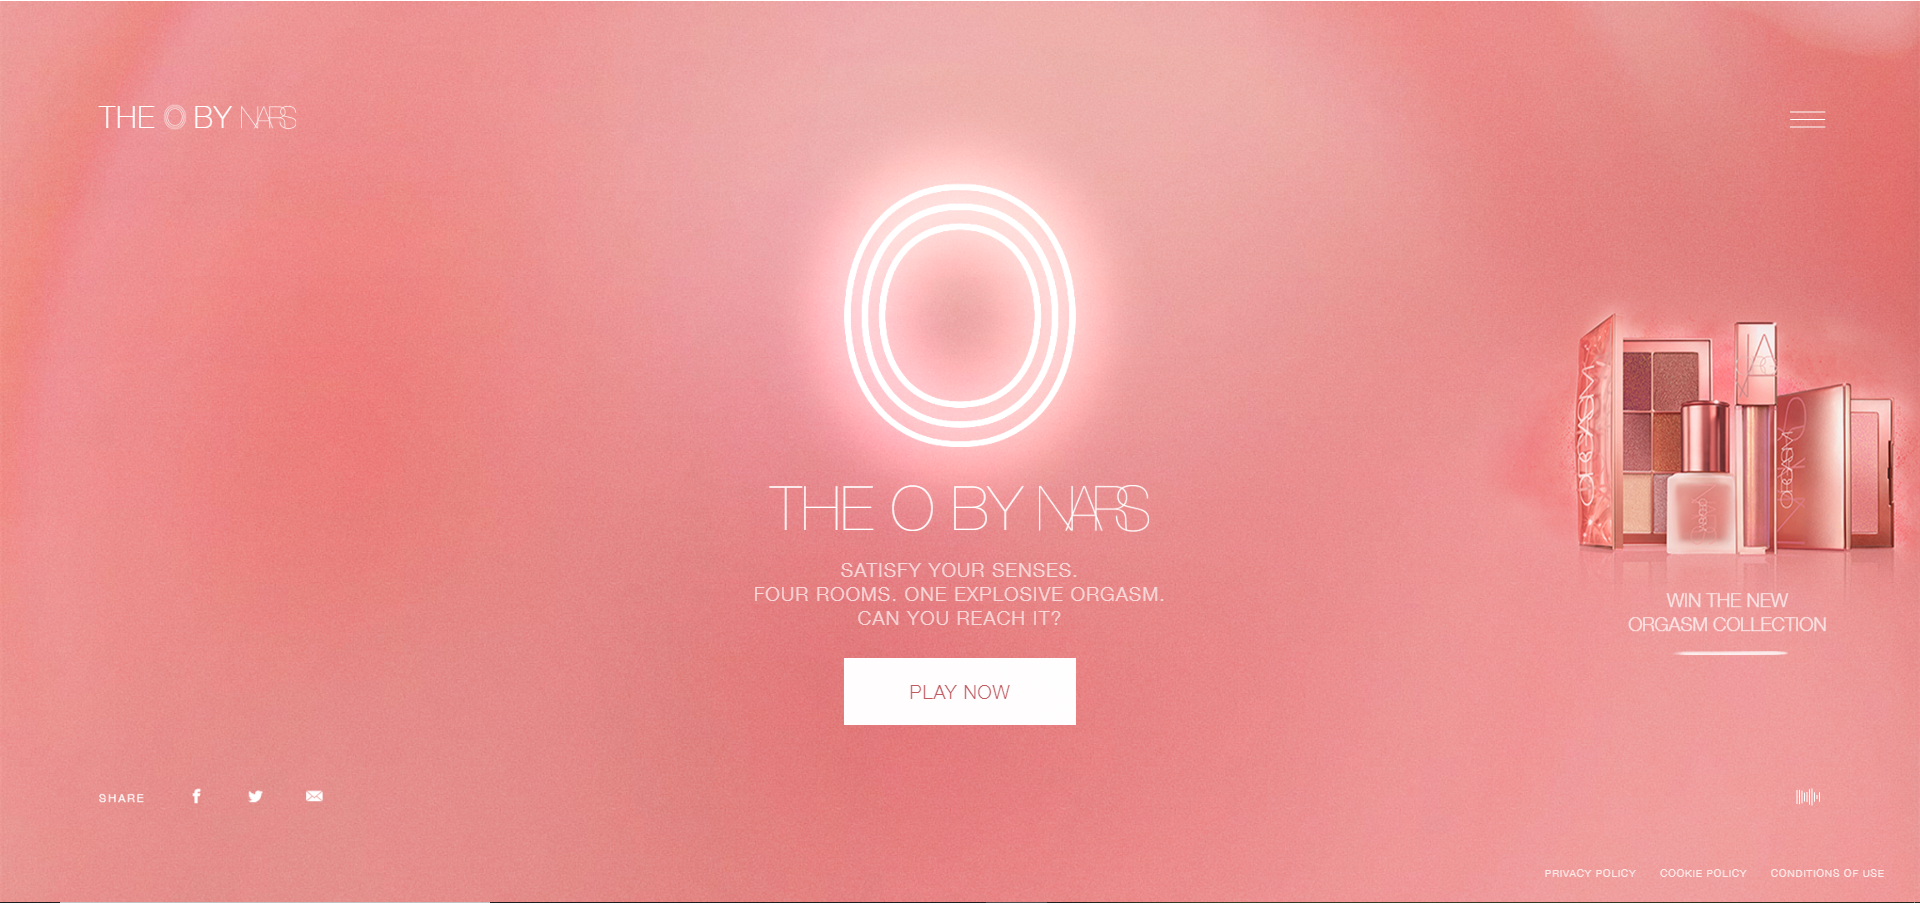 THE O BY NARS
THE O BY NARS
SATISFY YOUR SENSES.
FOUR ROOMS. ONE EXPLOSIVE ORGASM.
CAN YOU REACH IT?
PLAY NOW
ORGASM
NARS
ORGASM
WIN THE NEW
ORGASM COLLECTION
SHARE
PRIVACY POLICY COOKIE POLICY CONDITIONS OF USE